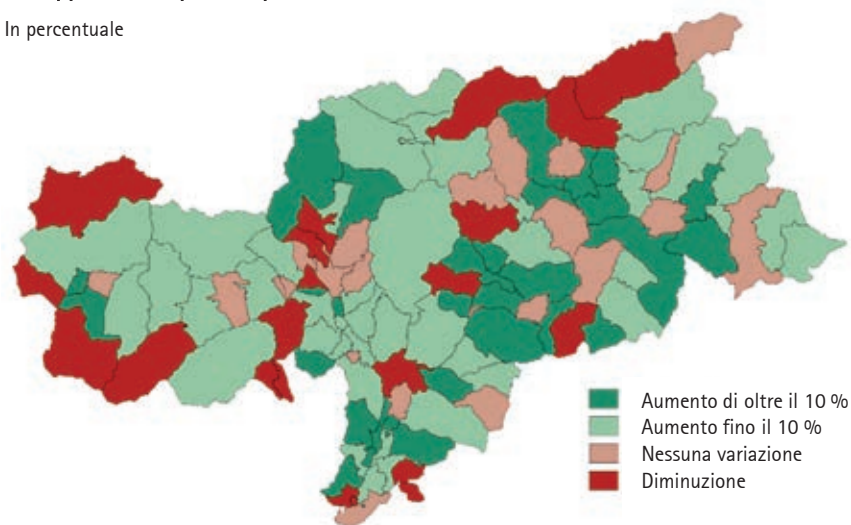 In percentuale
Aumento di oltre il 10 %
Aumento fino il 10 %
Nessuna variazione
Diminuzione